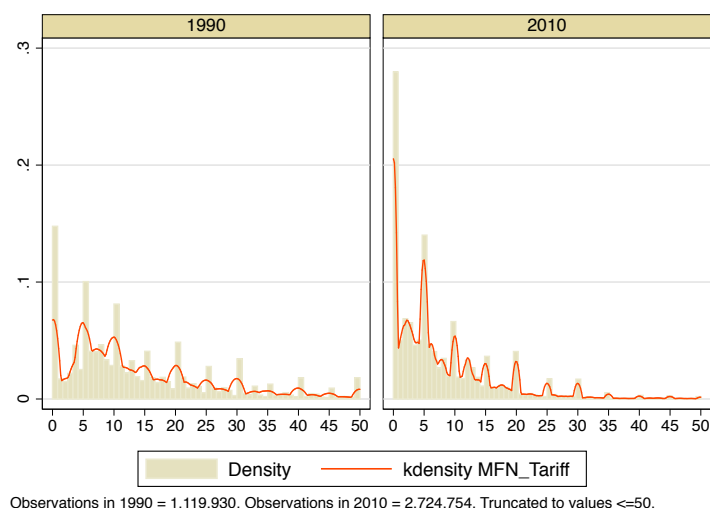 1990 2010
.3
.2
.1
0
0 5 10 15 20 25 30 35 40 45 50 0 5 10 15 20 25 30 35 40 45 50
Density kdensity MFN_Tariff
Observations in 1990 = 1,119,930. Observations in 2010 = 2,724,754. Truncated to values <=50.